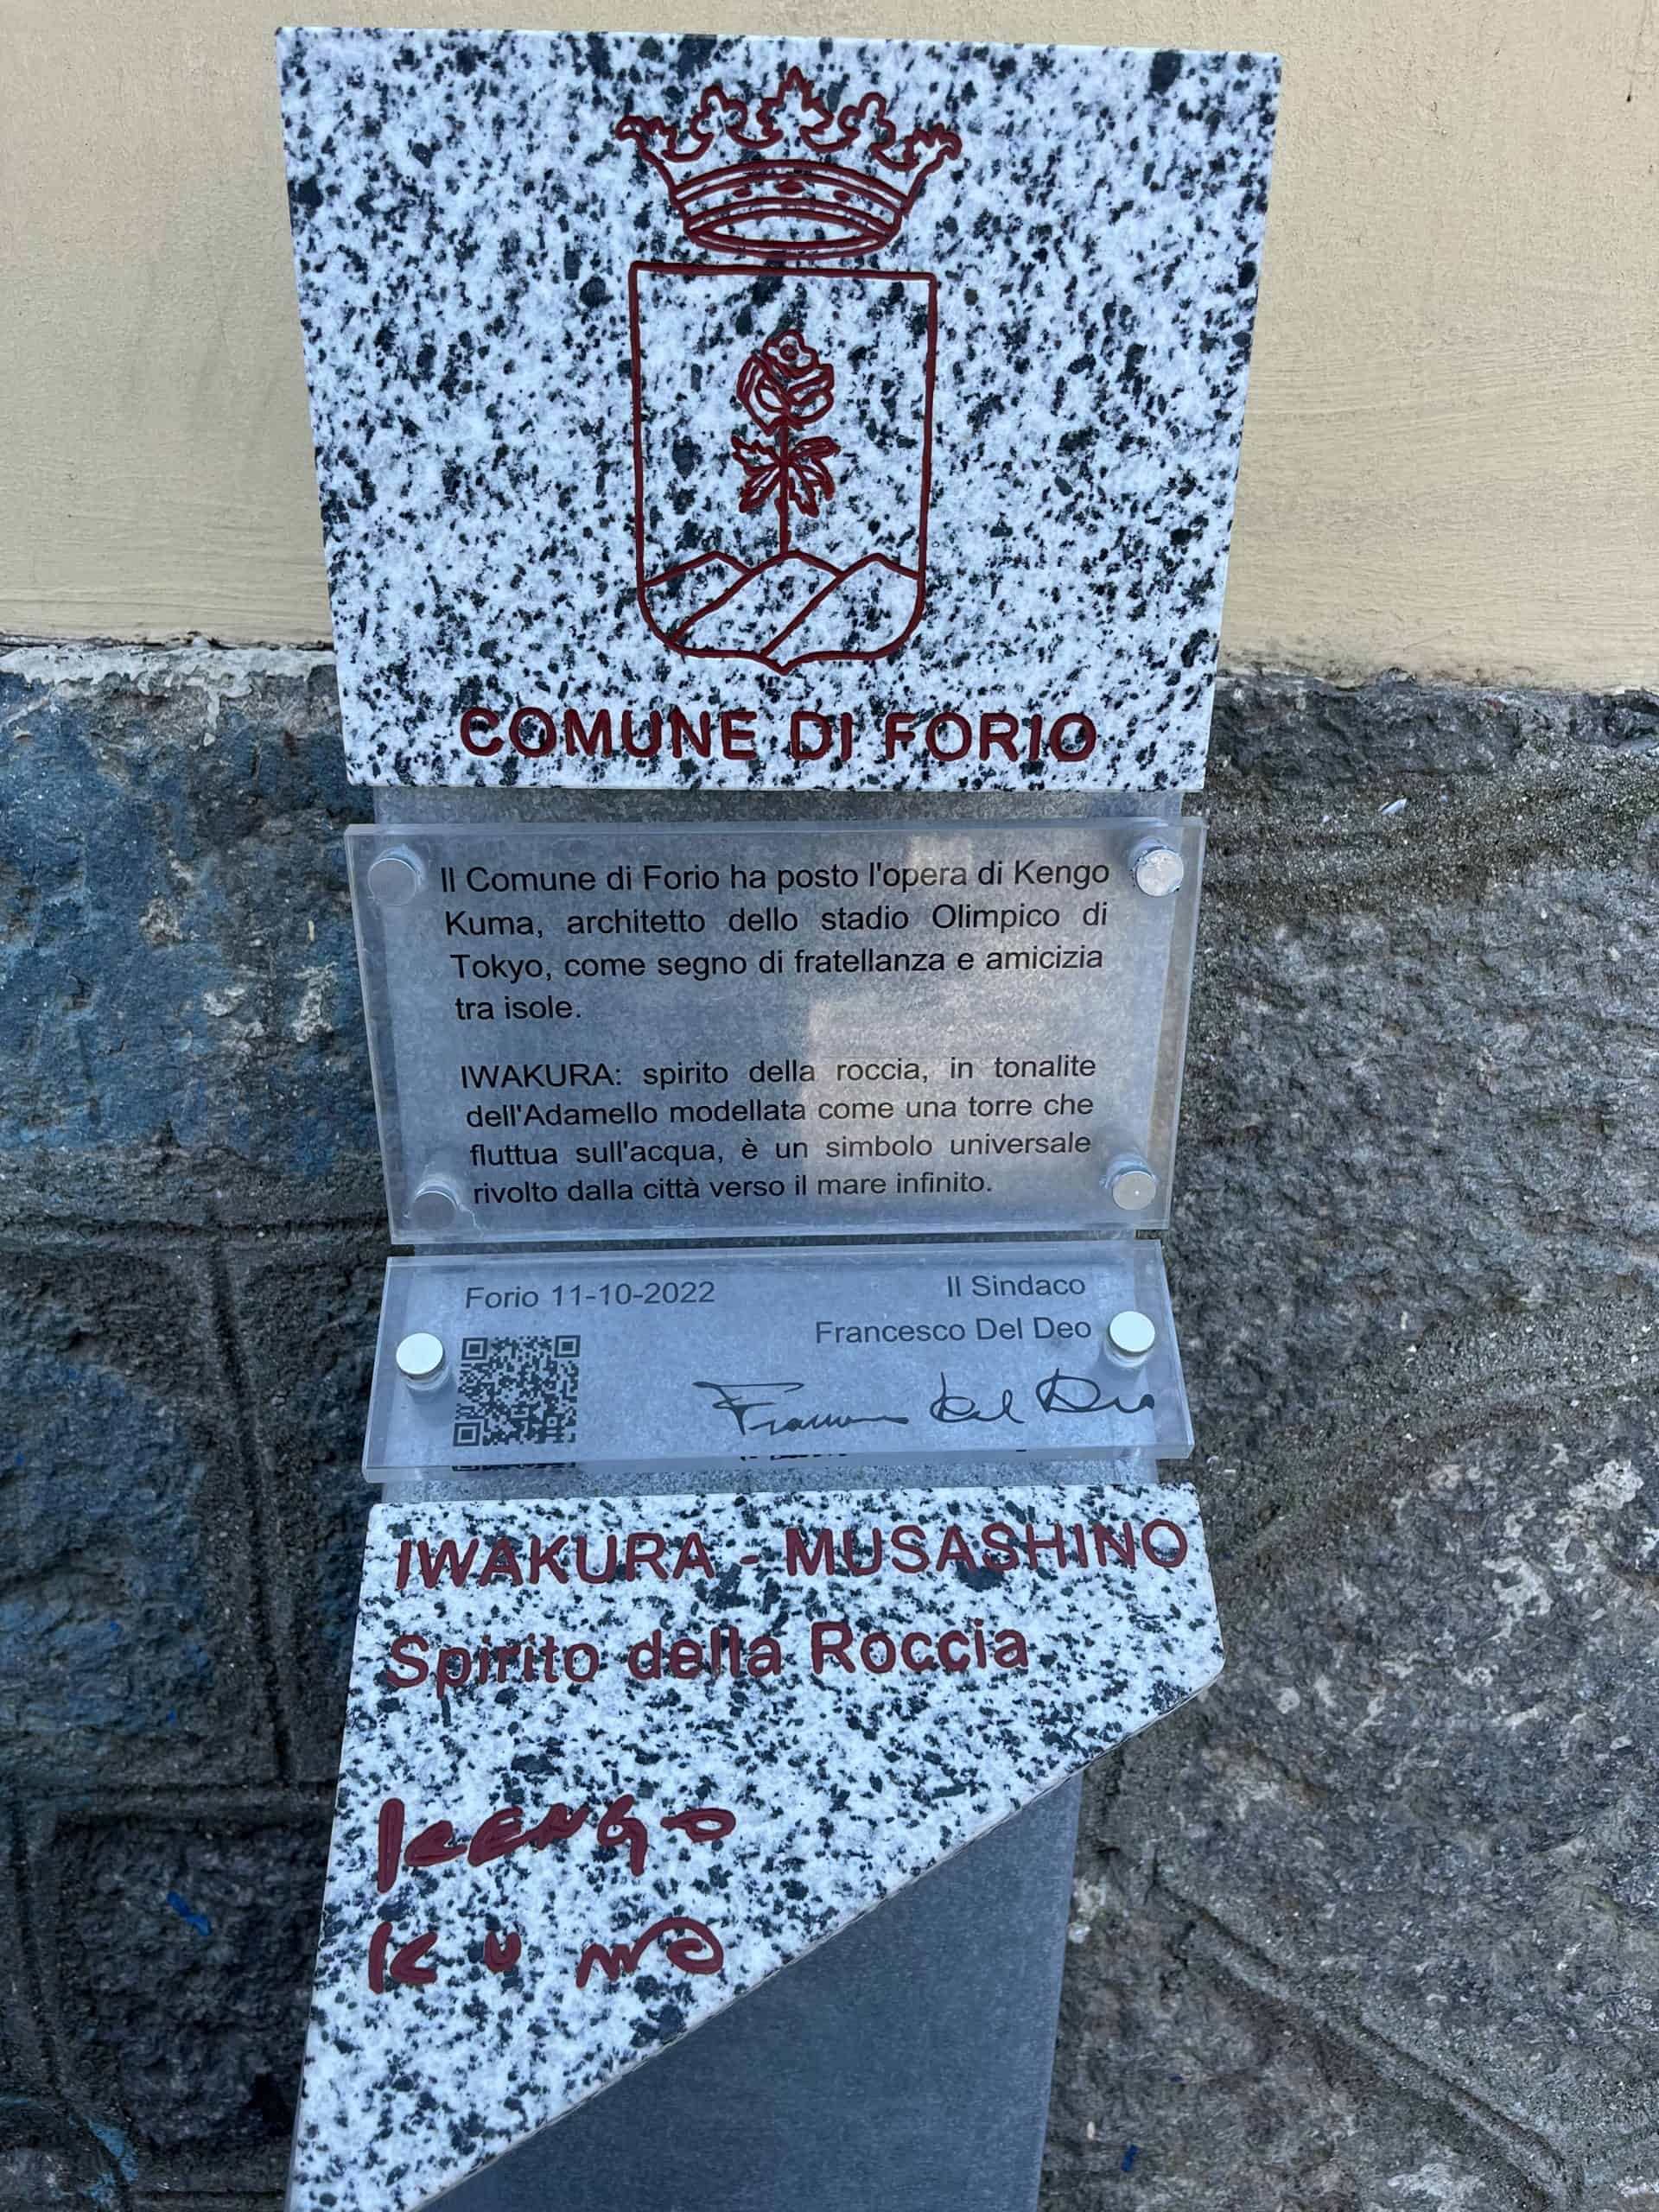 COMUNE DI FORIO
Il Comune di Forio ha posto l'opera di Kengo
Kuma, architetto dello stadio Olimpico di
Tokyo, come segno di fratellanza e amicizia
tra isole.
IWAKURA: spirito della roccia, in tonalite
dell'Adamello modellata come una torre che
fluttua sull'acqua, è un simbolo universale
rivolto dalla città verso il mare infinito.
Forio 11-10-2022
Il Sindaco
Francesco Del Deo
Francesco Del Deo
IWAKURA - MUSASHINO
Spirito della Roccia
KENGO
KUMA